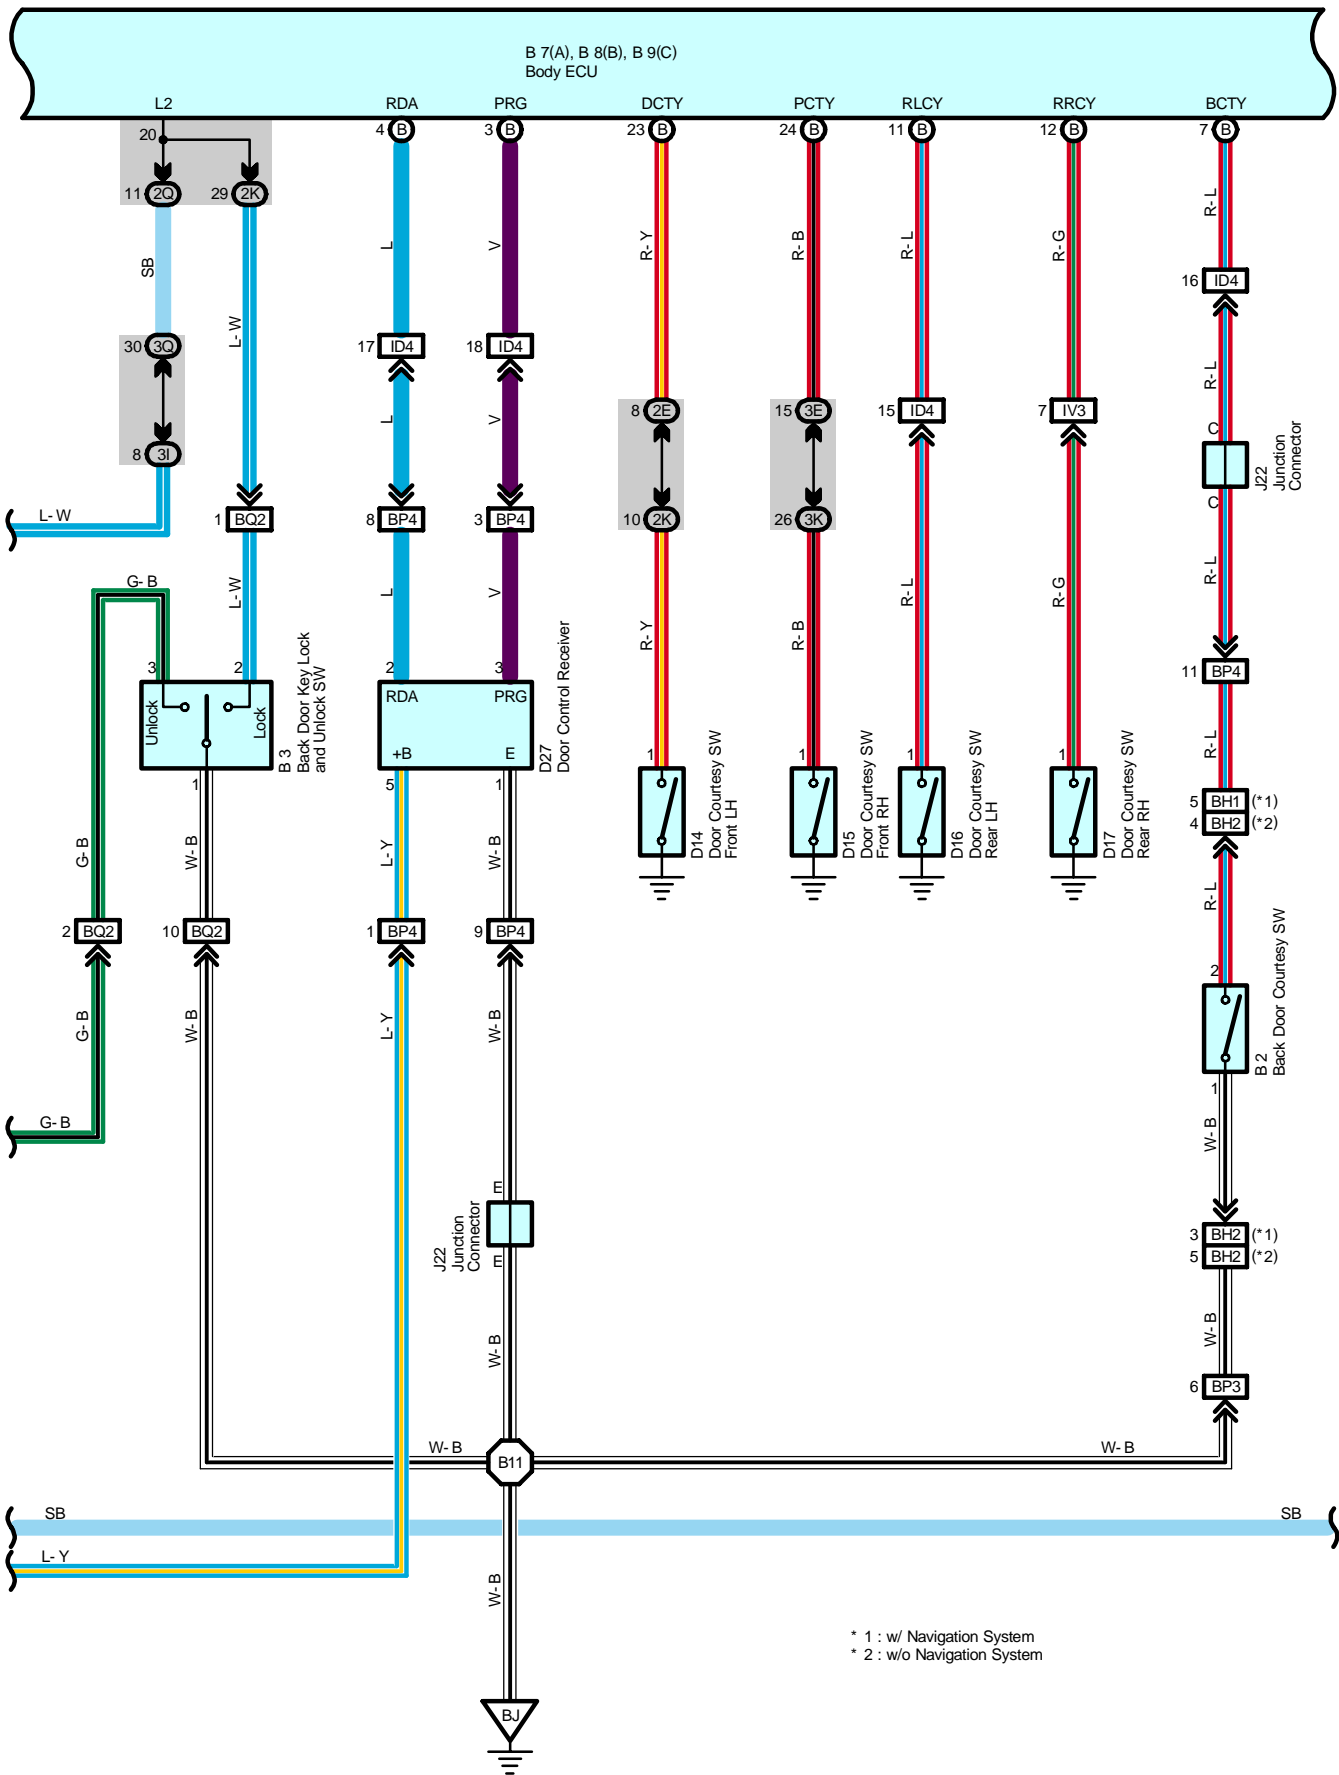 B 7(A), B 8(B), B 9(C)
Body ECU
L2 RDA PRG DCTY PCTY RLCY RRCY BCTY
20 4 B 3 B 23 B 24 B 11 B 12 B 7 B
11 2Q 29 2K
SB L-W L V R-Y R-B R-L R-G R-L
16 ID4
30 3Q 17 ID4 18 ID4
L V R-L
8 2E 15 3E 15 ID4 7 IV3
C
8 3I
J22
Junction
Connector
C
L-W 1 BQ2 8 BP4 3 BP4 10 2K 26 3K
G-B L-W L V R-Y R-B R-L R-G R-L
3 2 2 3
11 BP4
Unlock Lock
B 3
Back Door Key Lock
and Unlock SW
RDA PRG
+B E
D27
Door Control Receiver
R-L
1 1 1 1
1 5 1
D14
Door Courtesy SW
Front LH
D15
Door Courtesy SW
Front RH
D16
Door Courtesy SW
Rear LH
D17
Door Courtesy SW
Rear RH
5 BH1 (*1)
4 BH2 (*2)
G-B W-B L-Y W-B R-L
2 BQ2 10 BQ2 1 BP4 9 BP4
2
G-B W-B L-Y W-B
B 2
Back Door Courtesy SW
1
G-B W-B
E
J22
Junction
Connector
E
3 BH2 (*1)
5 BH2 (*2)
W-B W-B
6 BP3
W-B B11 W-B
SB SB
L-Y
W-B
* 1 : w/ Navigation System
* 2 : w/o Navigation System
BJ